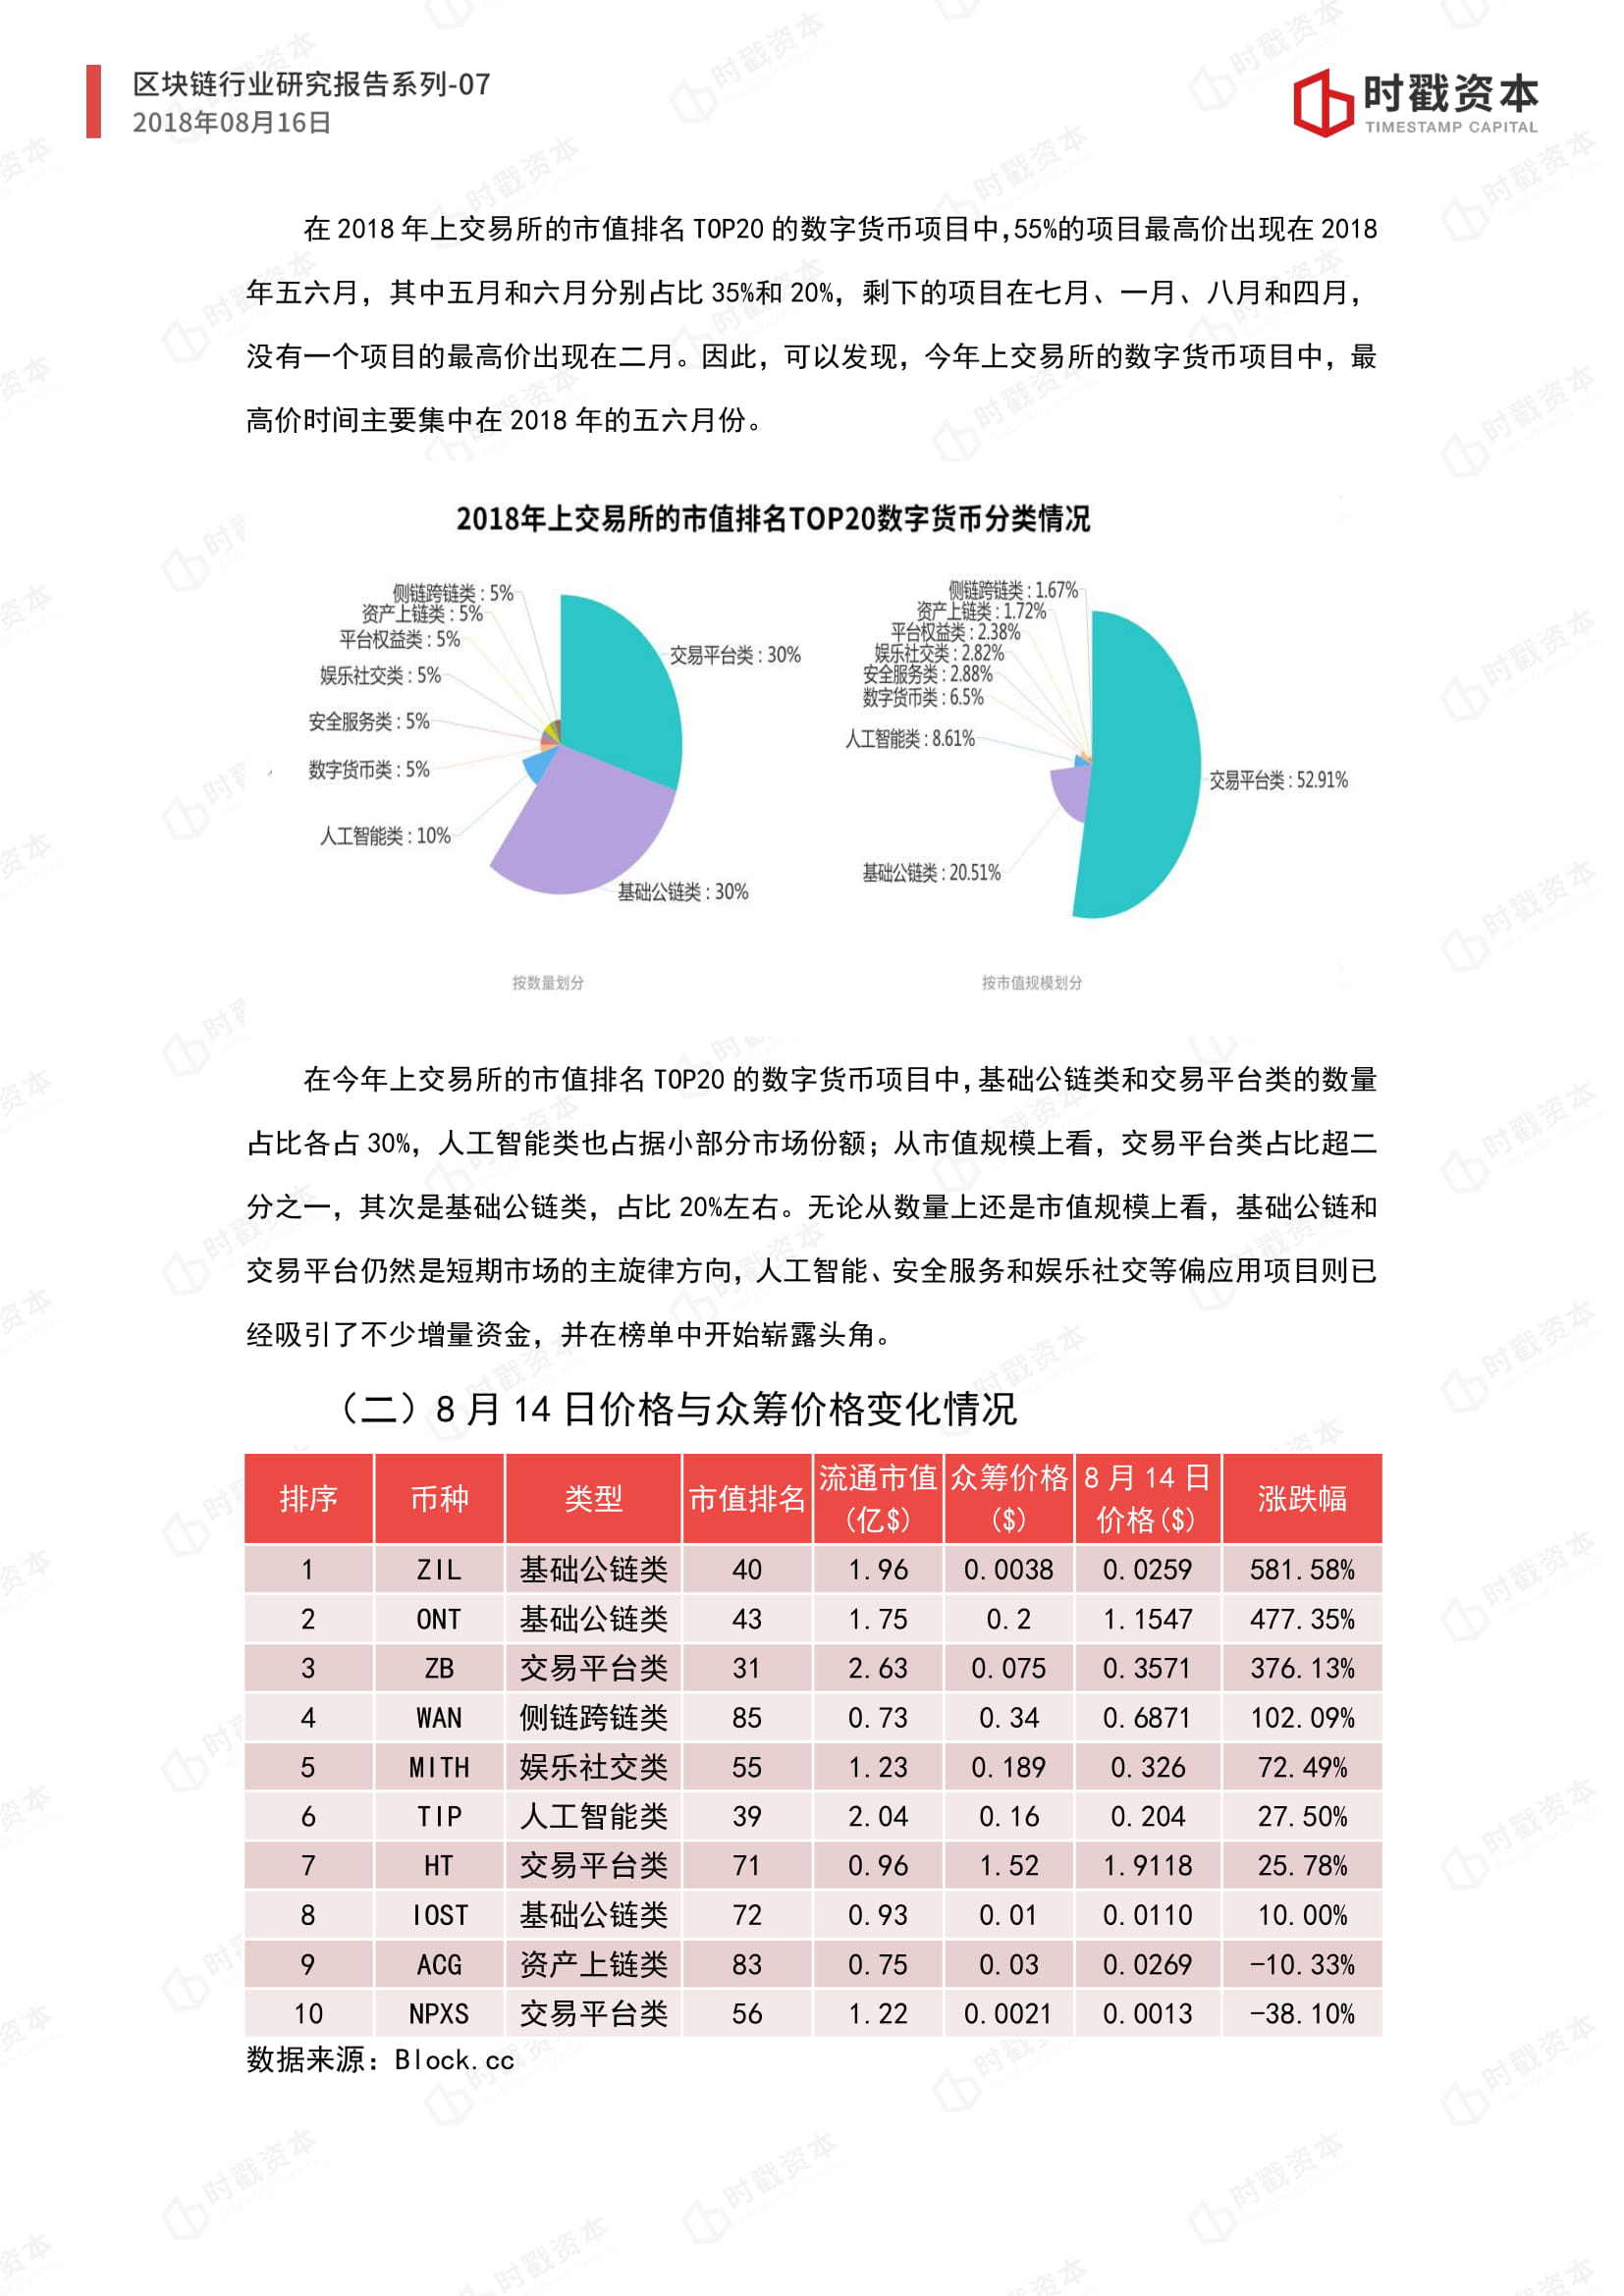 区块链行业研究报告系列-07
2018年08月16日
时戳资本
TIMESTAMP CAPITAL
在 2018 年上交易所的市值排名 TOP20 的数字货币项目中,55%的项目最高价出现在 2018
年五六月，其中五月和六月分别占比 35%和 20%，剩下的项目在七月、一月、八月和四月，
没有一个项目的最高价出现在二月。因此，可以发现，今年上交易所的数字货币项目中，最
高价时间主要集中在 2018 年的五六月份。
2018年上交易所的市值排名TOP20数字货币分类情况
侧链跨链类 : 5%
资产上链类 : 5%
平台权益类 : 5%
娱乐社交类 : 5%
安全服务类 : 5%
数字货币类 : 5%
人工智能类 : 10%
交易平台类 : 30%
基础公链类 : 30%
按数量划分
侧链跨链类 : 1.67%
资产上链类 : 1.72%
平台权益类 : 2.38%
娱乐社交类 : 2.82%
安全服务类 : 2.88%
数字货币类 : 6.5%
人工智能类 : 8.61%
交易平台类 : 52.91%
基础公链类 : 20.51%
按市值规模划分
在今年上交易所的市值排名 TOP20 的数字货币项目中,基础公链类和交易平台类的数量
占比各占 30%，人工智能类也占据小部分市场份额；从市值规模上看，交易平台类占比超二
分之一，其次是基础公链类，占比 20%左右。无论从数量上还是市值规模上看，基础公链和
交易平台仍然是短期市场的主旋律方向，人工智能、安全服务和娱乐社交等偏应用项目则已
经吸引了不少增量资金，并在榜单中开始崭露头角。
（二）8 月 14 日价格与众筹价格变化情况
排序 币种 类型 市值排名 流通市值(亿$) 众筹价格($) 8 月 14 日价格($) 涨跌幅
1 ZIL 基础公链类 40 1.96 0.0038 0.0259 581.58%
2 ONT 基础公链类 43 1.75 0.2 1.1547 477.35%
3 ZB 交易平台类 31 2.63 0.075 0.3571 376.13%
4 WAN 侧链跨链类 85 0.73 0.34 0.6871 102.09%
5 MITH 娱乐社交类 55 1.23 0.189 0.326 72.49%
6 TIP 人工智能类 39 2.04 0.16 0.204 27.50%
7 HT 交易平台类 71 0.96 1.52 1.9118 25.78%
8 IOST 基础公链类 72 0.93 0.01 0.0110 10.00%
9 ACG 资产上链类 83 0.75 0.03 0.0269 -10.33%
10 NPXS 交易平台类 56 1.22 0.0021 0.0013 -38.10%
数据来源：Block.cc